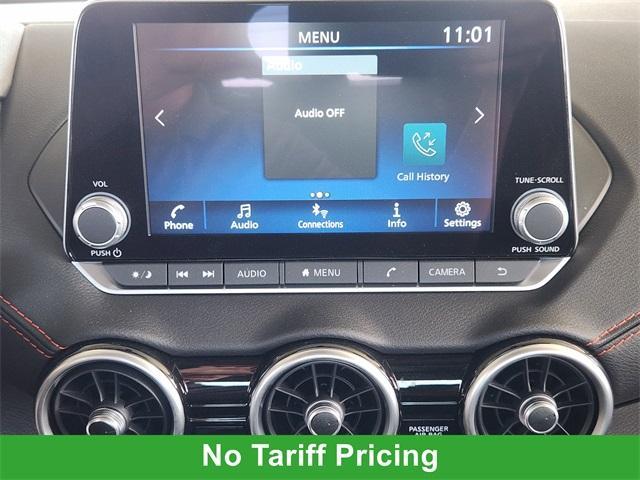 MENU 11:01
Audio
Audio OFF
Call History
VOL
TUNE·SCROLL
Phone Audio Connections Info Settings
PUSH
PUSH SOUND
AUDIO MENU CAMERA
PASSENGER
AIR BAG
No Tariff Pricing